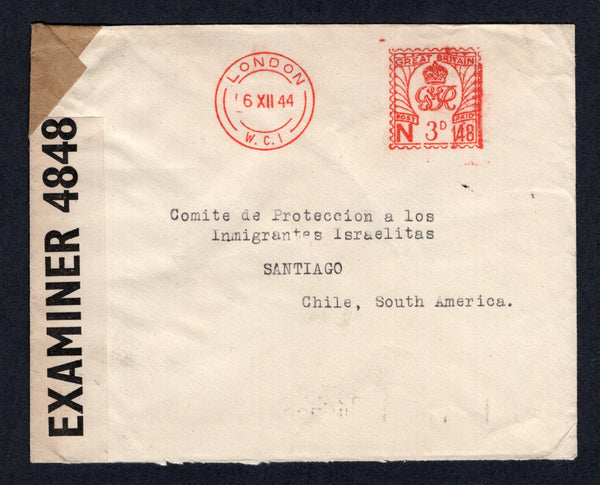 LONDON
6 XII 44
W.C.1
GREAT BRITAIN
GR
POST PAID
N 3D 148
Comite de Proteccion a los
Inmigrantes Israelitas
SANTIAGO
Chile, South America.
EXAMINER 4848